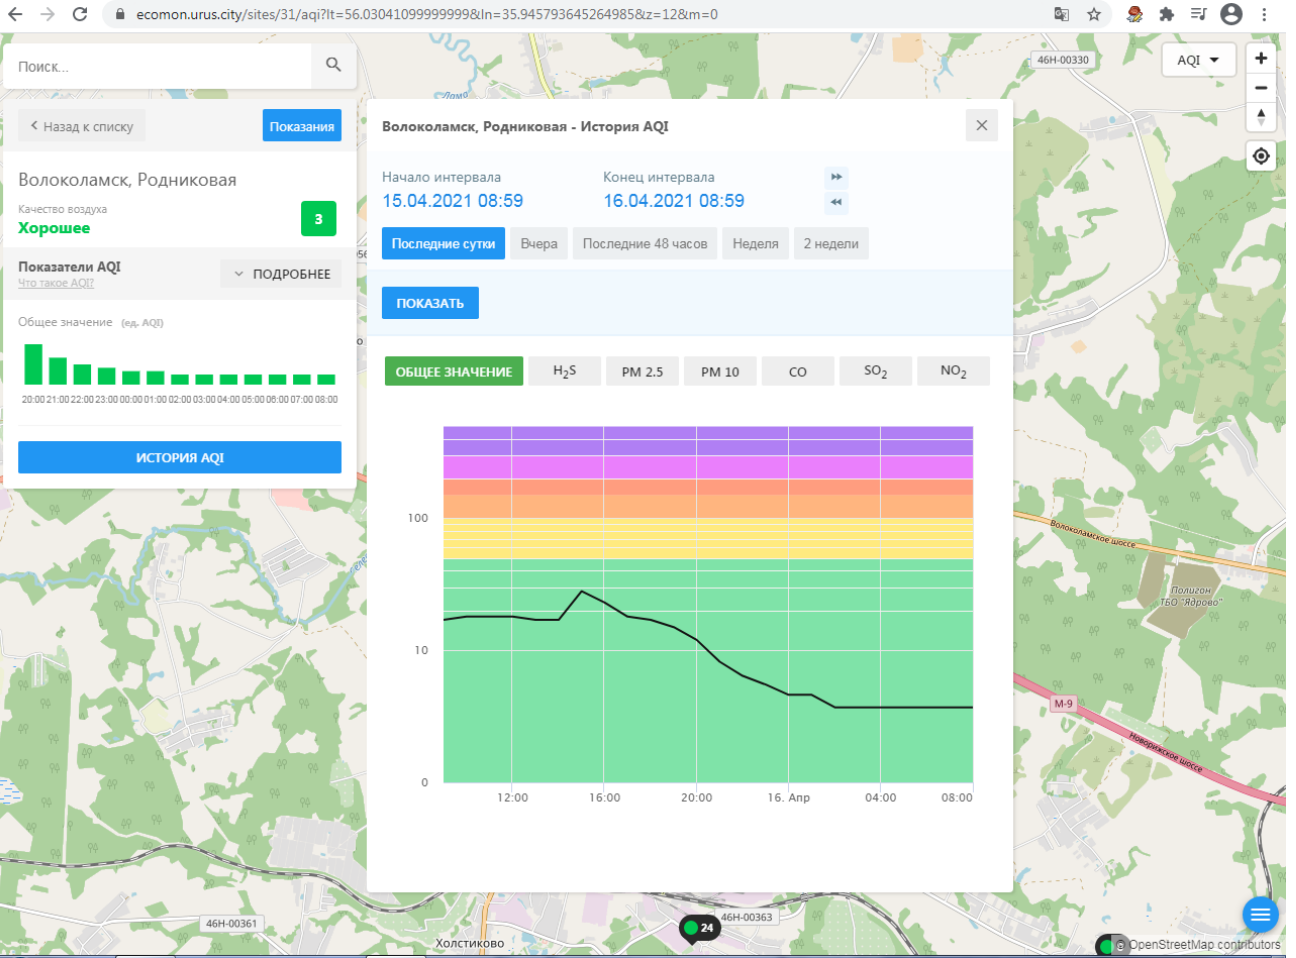 ecomon.urus.city/sites/31/aqi?lt=56.03041099999999&ln=35.945793645264985&z=12&m=0
Поиск...
46Н-00330
AQI
Лама
Назад к списку
Показания
Волоколамск, Родниковая - История AQI
Волоколамск, Родниковая
Качество воздуха
Хорошее
3
Начало интервала
Конец интервала
15.04.2021 08:59
16.04.2021 08:59
Последние сутки
Вчера
Последние 48 часов
Неделя
2 недели
Показатели AQI
Что такое AQI?
ПОДРОБНЕЕ
ПОКАЗАТЬ
Общее значение (ед. AQI)
20:00 21:00 22:00 23:00 00:00 01:00 02:00 03:00 04:00 05:00 06:00 07:00 08:00
ИСТОРИЯ AQI
ОБЩЕЕ ЗНАЧЕНИЕ
H2S
PM 2.5
PM 10
CO
SO2
NO2
100
10
0
12:00
16:00
20:00
16. Апр
04:00
08:00
Волоколамское шоссе
Полигон
ТБО "Ядрово"
М-9
Новорижское шоссе
46Н-00361
46Н-00363
24
Холстиково
© OpenStreetMap contributors